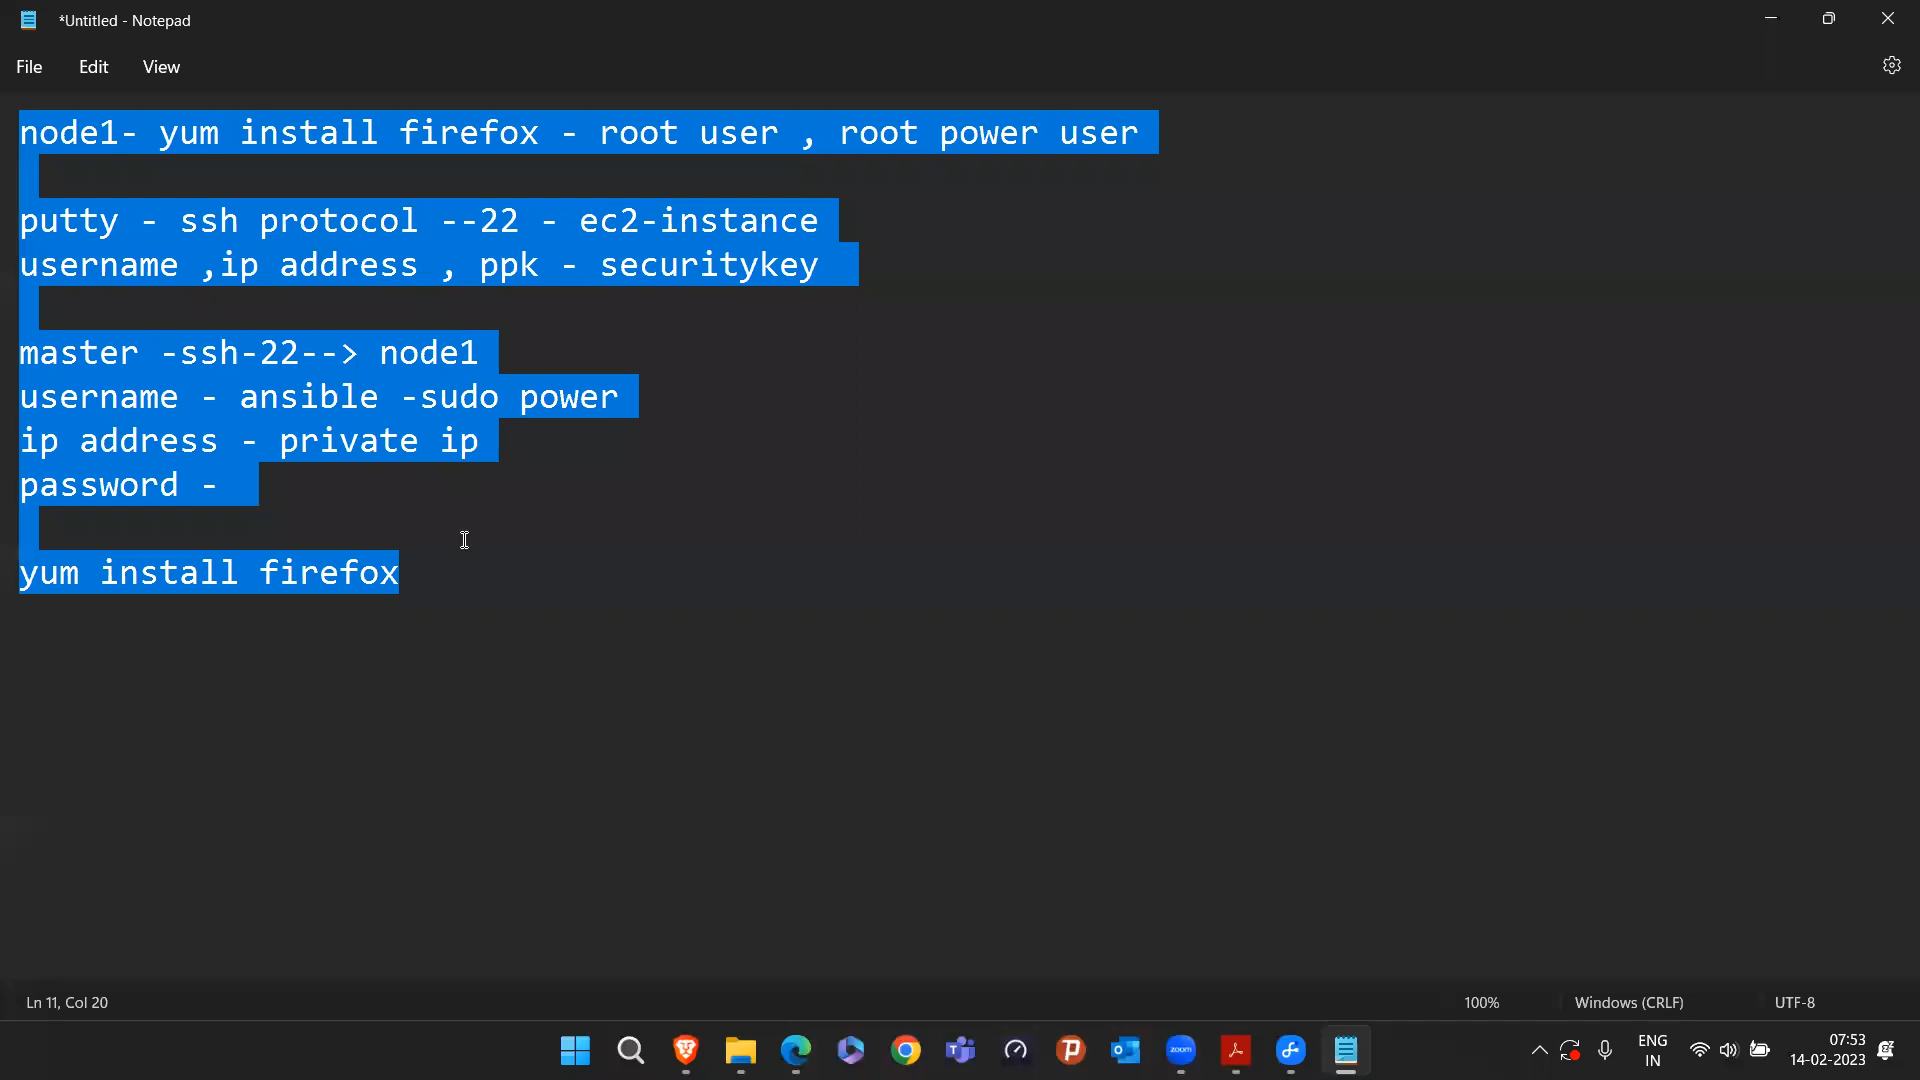 *Untitled - Notepad
File Edit View
node1- yum install firefox - root user , root power user
putty - ssh protocol --22 - ec2-instance
username ,ip address , ppk - securitykey
master -ssh-22--> node1
username - ansible -sudo power
ip address - private ip
password -
yum install firefox
Ln 11, Col 20 100% Windows (CRLF) UTF-8
zoom
ENG
IN
07:53
14-02-2023